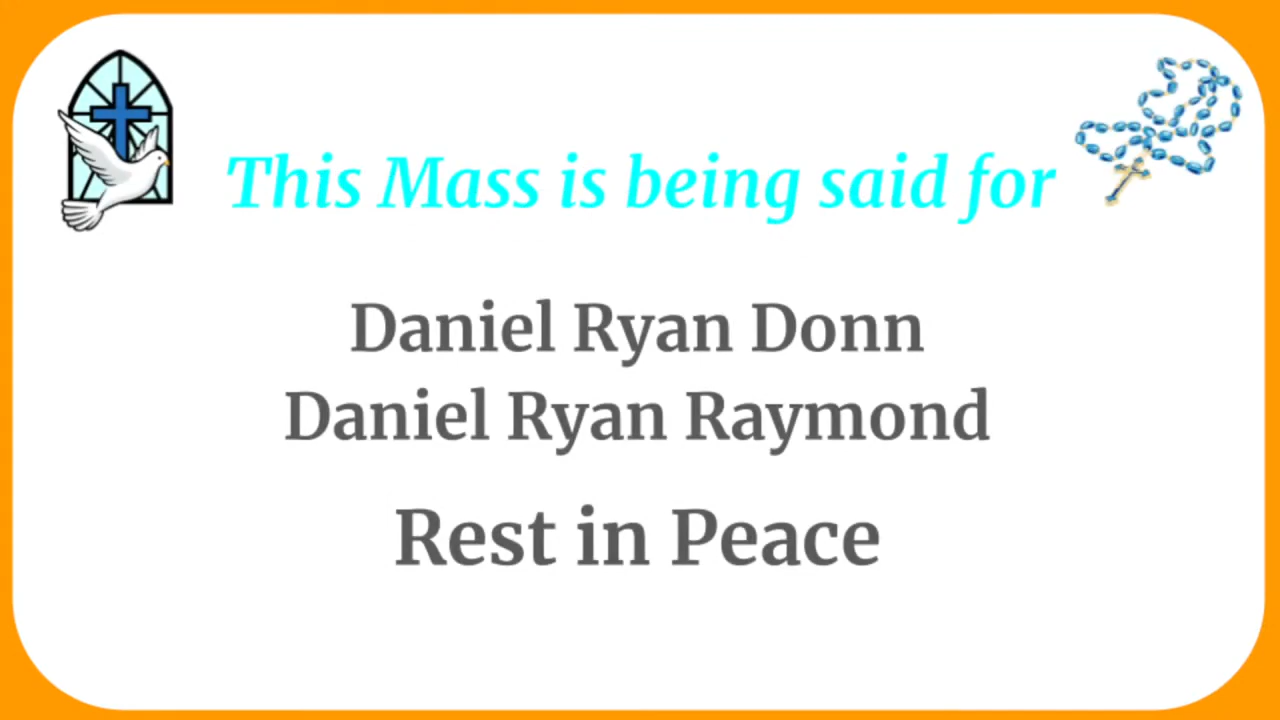 This Mass is being said for
Daniel Ryan Donn
Daniel Ryan Raymond
Rest in Peace